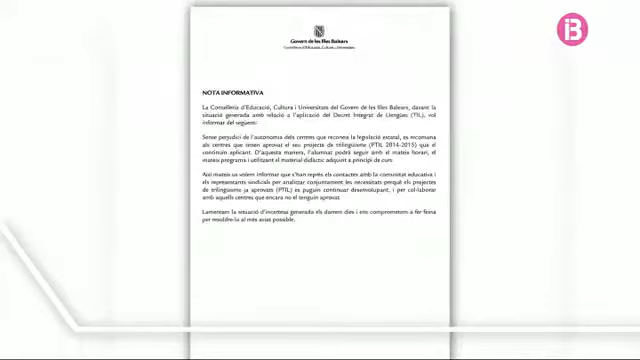 IB
Govern de les Illes Balears
Conselleria d'Educació, Cultura i Universitats
NOTA INFORMATIVA
La Conselleria d'Educació, Cultura i Universitats del Govern de les Illes Balears, davant la
situació generada amb relació a l'aplicació del Decret Integrat de Llengües (TIL), vol
informar del següent:
Sense perjudici de l'autonomia dels centres que reconeix la legislació estatal, es recomana
als centres que tenen aprovat el seu projecte de trilingüisme (PTIL 2014-2015) que el
continuïn aplicant. D'aquesta manera, l'alumnat podrà seguir amb el mateix horari, el
mateix programa i utilitzant el material didàctic adquirit a principi de curs.
Així mateix us volem informar que s'han reprès els contactes amb la comunitat educativa i
els representants sindicals per analitzar conjuntament les necessitats perquè els projectes
de trilingüisme ja aprovats (PTIL) es puguin continuar desenvolupant, i per col·laborar
amb aquells centres que encara no el tenguin aprovat.
Lamentam la situació d'incertesa generada els darrers dies i ens comprometem a fer feina
per resoldre-la al més aviat possible.